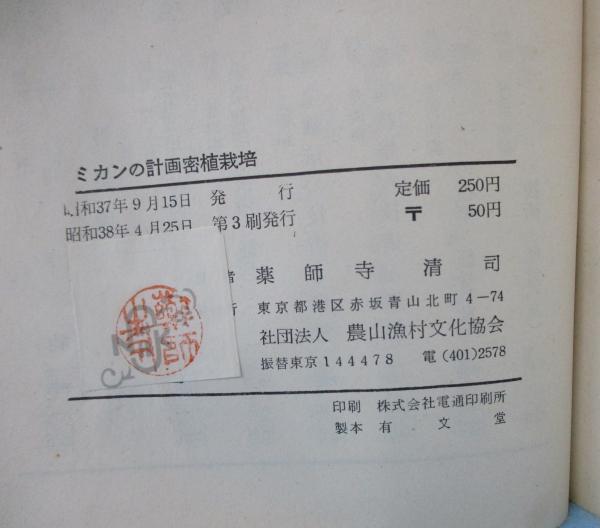 ミカンの計画密植栽培
昭和37年9月15日 発行 定価 250円
昭和38年4月25日 第3刷発行 〒 50円
者 薬師寺清司
東京都港区赤坂青山北町4-74
社団法人 農山漁村文化協会
振替東京144478 電(401)2578
印刷 株式会社電通印刷所
製本 有文堂